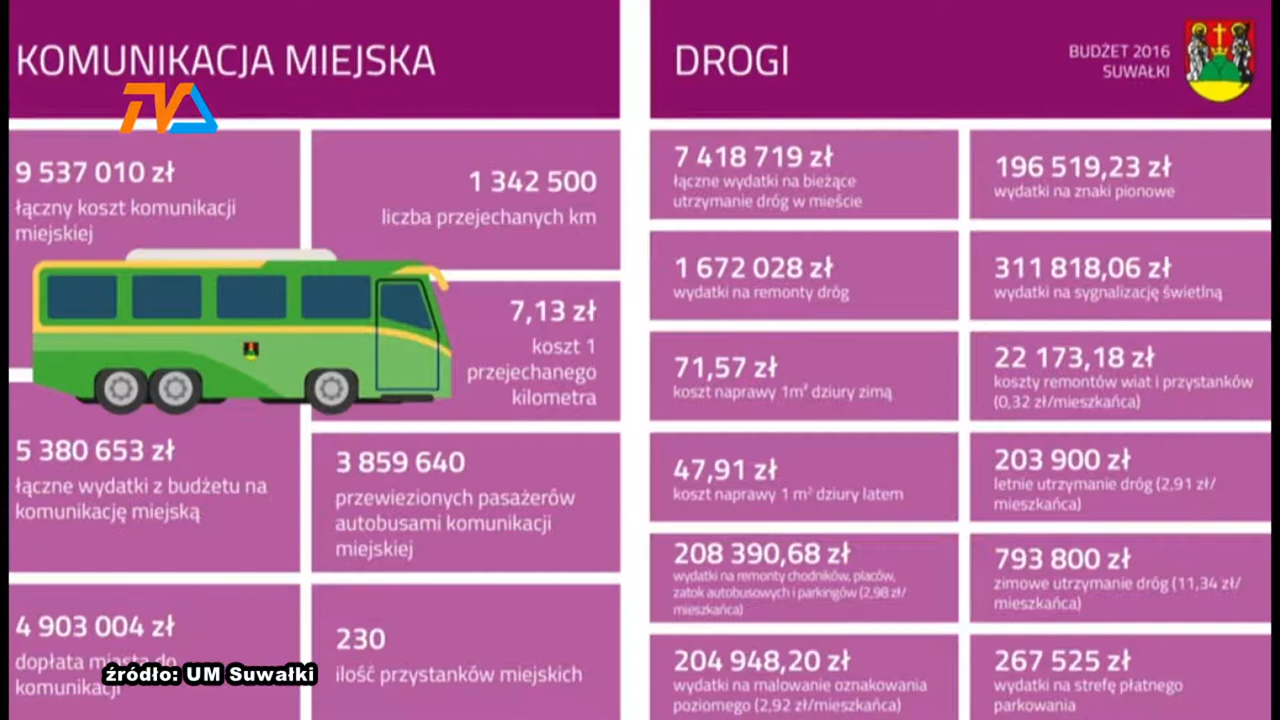 KOMUNIKACJA MIEJSKA
TVA
9 537 010 zł
łączny koszt komunikacji
miejskiej
1 342 500
liczba przejechanych km
7,13 zł
koszt 1
przejechanego
kilometra
5 380 653 zł
łączne wydatki z budżetu na
komunikację miejską
3 859 640
przewiezionych pasażerów
autobusami komunikacji
miejskiej
4 903 004 zł
dopłata miasta do
komunikacji
źródło: UM Suwałki
230
ilość przystanków miejskich
DROGI
BUDŻET 2016
SUWAŁKI
7 418 719 zł
łączne wydatki na bieżące
utrzymanie dróg w mieście
196 519,23 zł
wydatki na znaki pionowe
1 672 028 zł
wydatki na remonty dróg
311 818,06 zł
wydatki na sygnalizację świetlną
71,57 zł
koszt naprawy 1m² dziury zimą
22 173,18 zł
koszty remontów wiat i przystanków
(0,32 zł/mieszkańca)
47,91 zł
koszt naprawy 1 m² dziury latem
203 900 zł
letnie utrzymanie dróg (2,91 zł/
mieszkańca)
208 390,68 zł
wydatki na remonty chodników, placów,
zatok autobusowych i parkingów (2,98 zł/
mieszkańca)
793 800 zł
zimowe utrzymanie dróg (11,34 zł/
mieszkańca)
204 948,20 zł
wydatki na malowanie oznakowania
poziomego (2,92 zł/mieszkańca)
267 525 zł
wydatki na strefę płatnego
parkowania